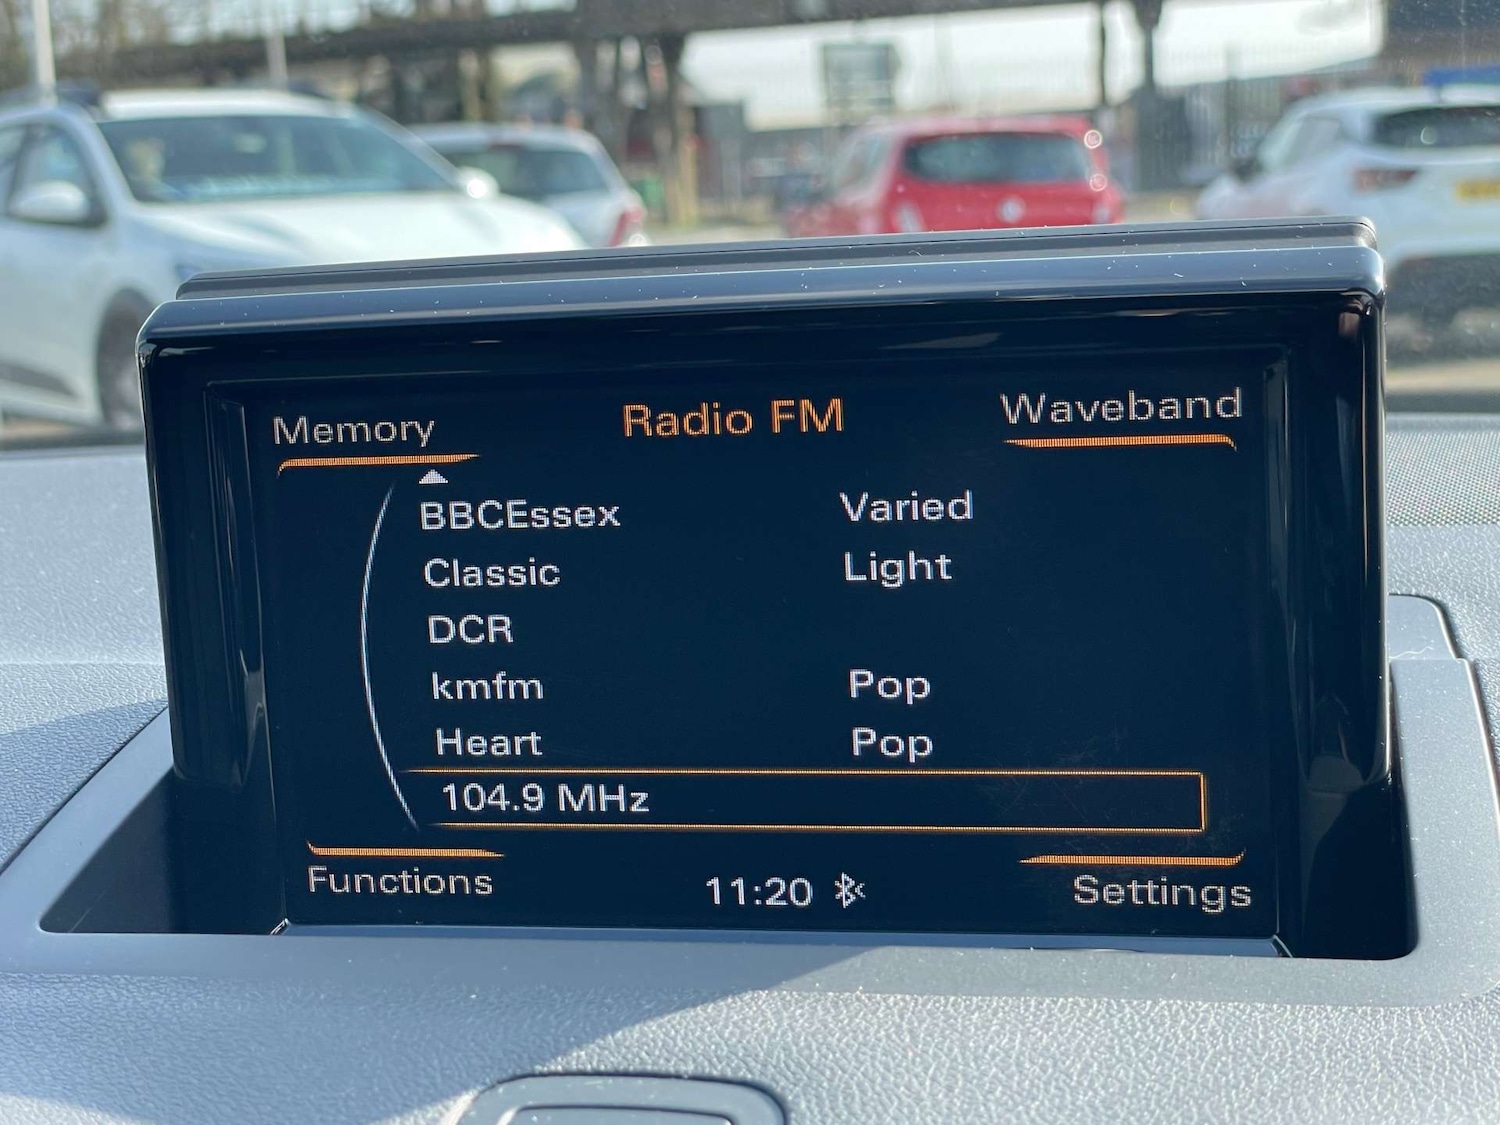 Memory Radio FM Waveband
BBCEssex Varied
Classic Light
DCR
kmfm Pop
Heart Pop
104.9 MHz
Functions 11:20 Settings